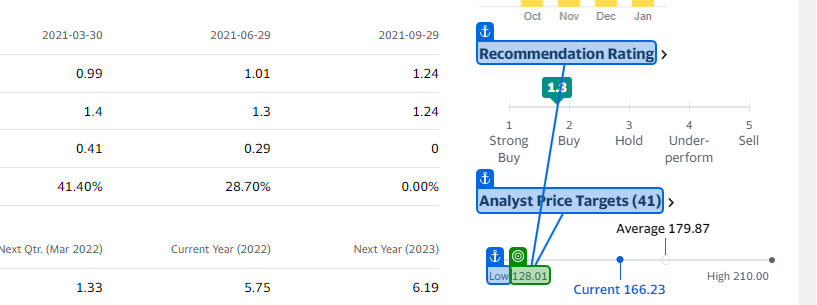 Oct Nov Dec Jan
2021-03-30 2021-06-29 2021-09-29
0.99 1.01 1.24
1.4 1.3 1.24
0.41 0.29 0
41.40% 28.70% 0.00%
Next Qtr. (Mar 2022) Current Year (2022) Next Year (2023)
1.33 5.75 6.19
Recommendation Rating >
1 2 3 4 5
Strong Buy Buy Hold Under-perform Sell
Analyst Price Targets (41) >
Average 179.87
Low 128.01 High 210.00
Current 166.23